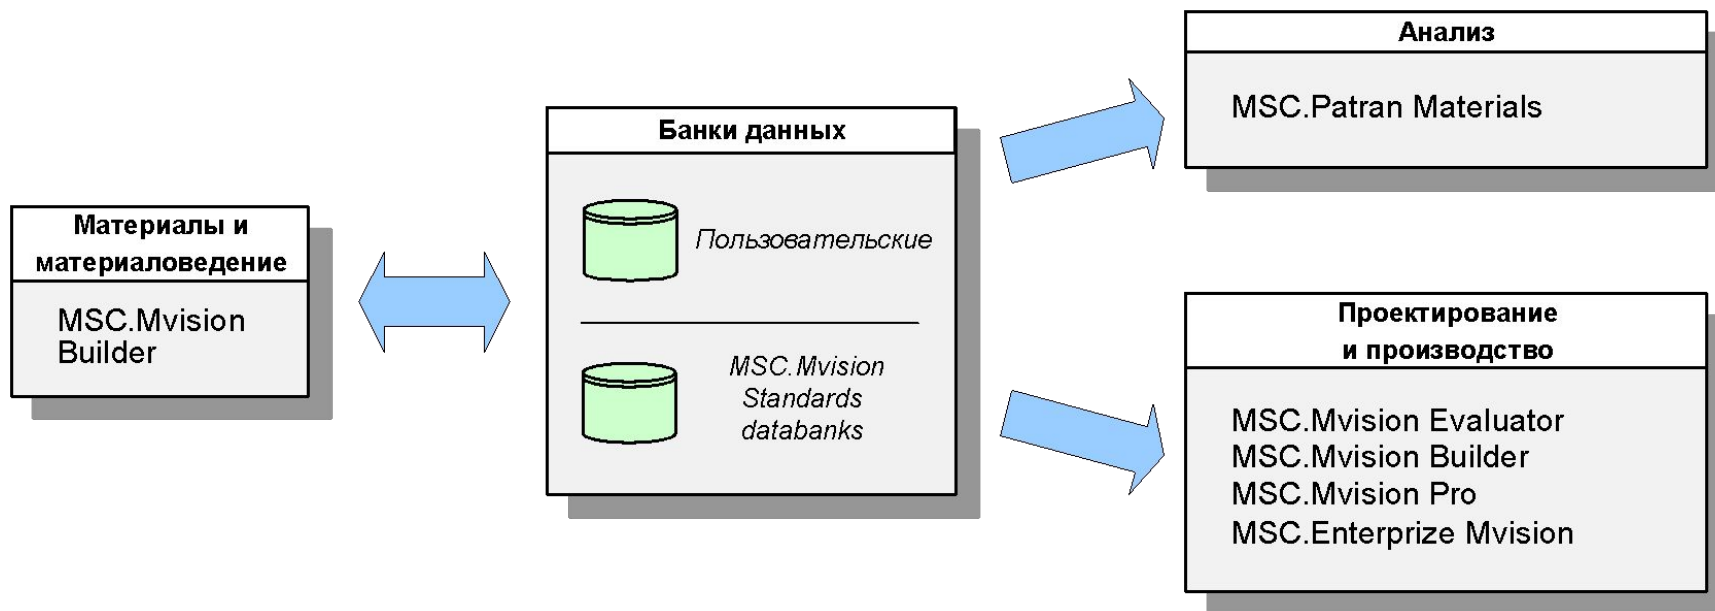 Материалы и
материаловедение
MSC.Mvision
Builder
Банки данных
Пользовательские
MSC.Mvision
Standards
databanks
Анализ
MSC.Patran Materials
Проектирование
и производство
MSC.Mvision Evaluator
MSC.Mvision Builder
MSC.Mvision Pro
MSC.Enterprize Mvision